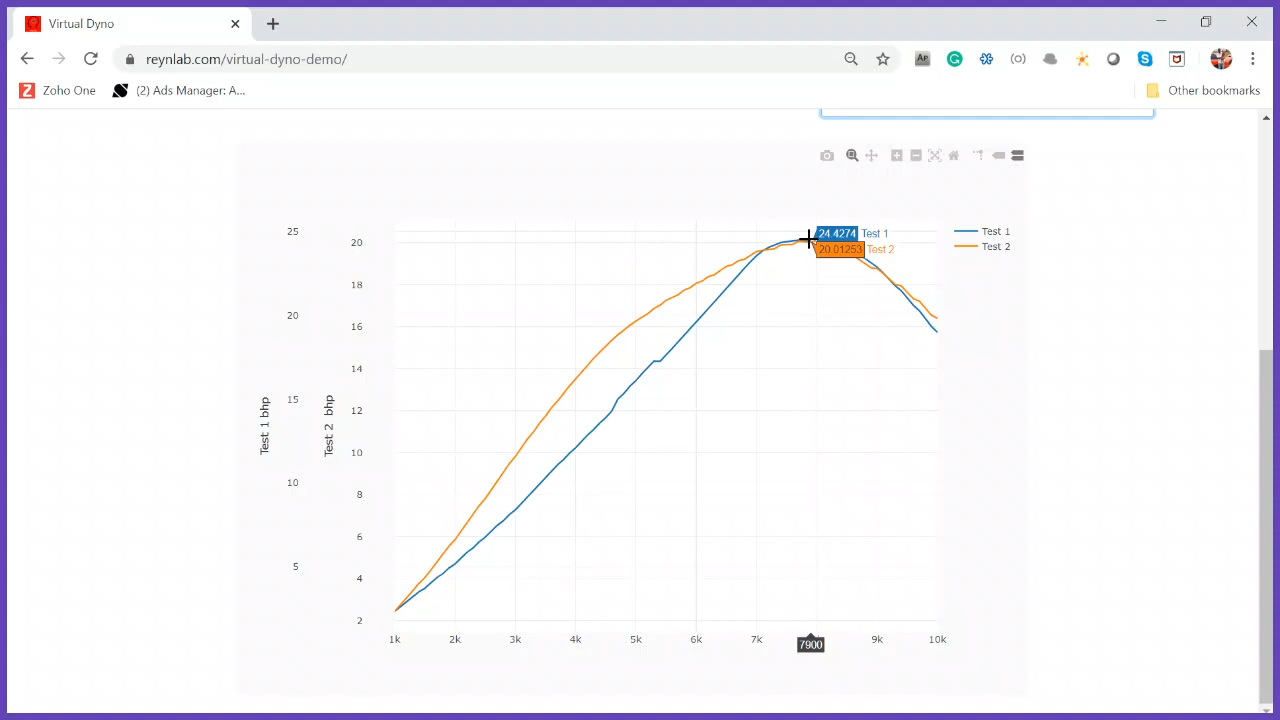 Virtual Dyno
reynlab.com/virtual-dyno-demo/
AP
Zoho One
(2) Ads Manager: A...
Other bookmarks
25
20
15
10
5
Test 1 bhp
20
18
16
14
12
10
8
6
4
2
Test 2 bhp
24.4274 Test 1
20.01253 Test 2
Test 1
Test 2
1k 2k 3k 4k 5k 6k 7k 7900 9k 10k